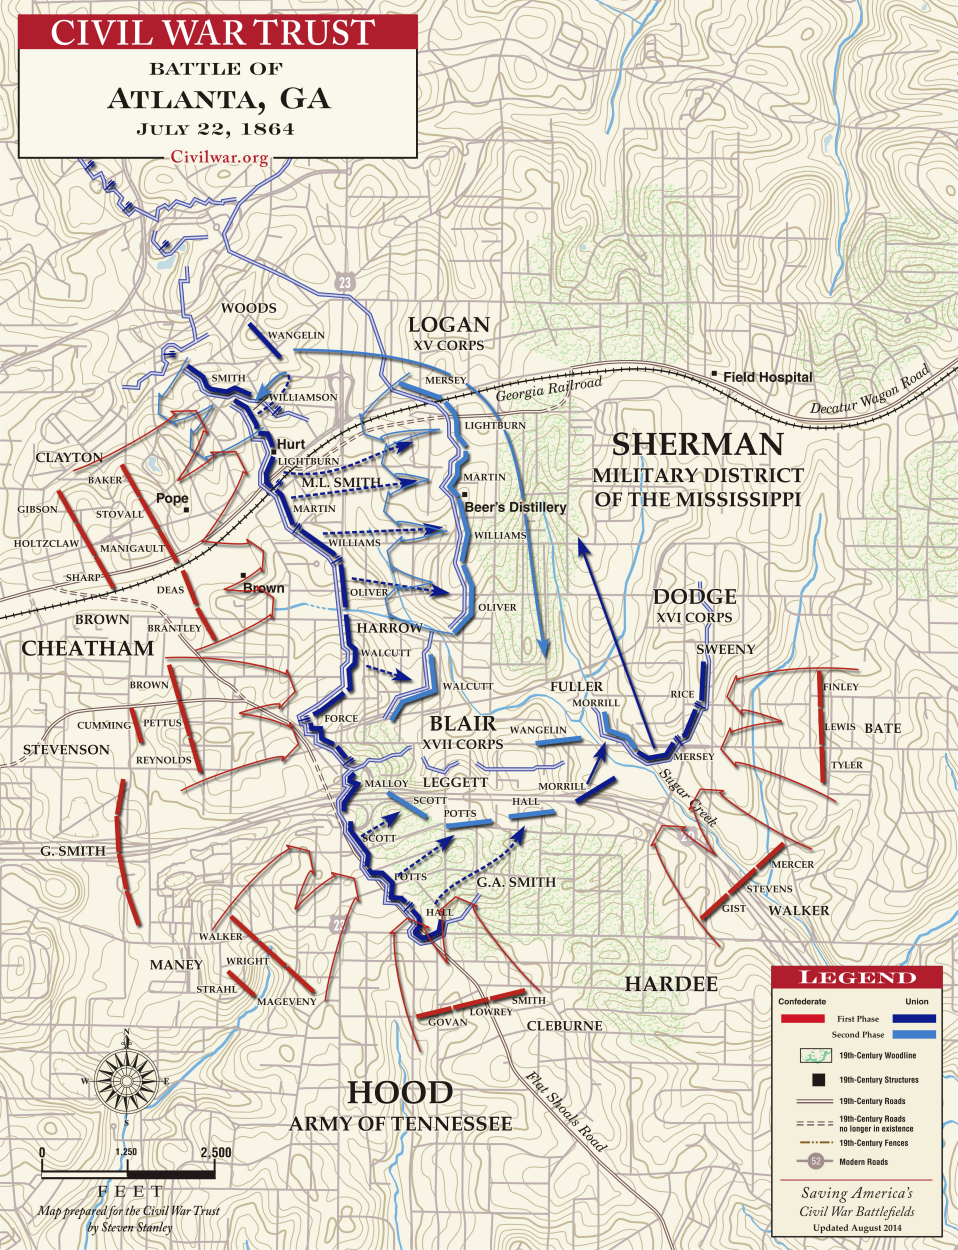 CIVIL WAR TRUST
BATTLE OF
ATLANTA, GA
JULY 22, 1864
Civilwar.org
23
WOODS
WANGELIN
LOGAN
XV CORPS
SMITH
WILLIAMSON
MERSEY
Georgia Railroad
Field Hospital
Decatur Wagon Road
LIGHTBURN
Hurt
LIGHTBURN
SHERMAN
MILITARY DISTRICT
OF THE MISSISSIPPI
CLAYTON
BAKER
M.L. SMITH
MARTIN
Pope
GIBSON
STOVALL
MARTIN
Beer's Distillery
HOLTZCLAW
MANIGAULT
WILLIAMS
WILLIAMS
SHARP
DEAS
Brown
OLIVER
OLIVER
DODGE
XVI CORPS
BROWN
BRANTLEY
HARROW
CHEATHAM
WALCUTT
SWEENY
BROWN
WALCUTT
FULLER
MORRILL
RICE
FINLEY
CUMMING
PETTUS
FORCE
BLAIR
XVII CORPS
WANGELIN
LEWIS
BATE
STEVENSON
REYNOLDS
MERSEY
TYLER
MALLOY
LEGGETT
MORRILL
Sugar Creek
SCOTT
HALL
POTTS
SCOTT
G. SMITH
MERCER
POTTS
G.A. SMITH
STEVENS
GIST
WALKER
HALL
23
WALKER
MANEY
WRIGHT
HARDEE
STRAHL
MAGEVENY
SMITH
LOWREY
GOVAN
CLEBURNE
HOOD
ARMY OF TENNESSEE
Flat Shoals Road
N
W
E
S
0
1,250
2,500
FEET
Map prepared for the Civil War Trust
by Steven Stanley
LEGEND
Confederate
Union
First Phase
Second Phase
19th-Century Woodline
19th-Century Structures
19th-Century Roads
19th-Century Roads
no longer in existence
19th-Century Fences
52
Modern Roads
Saving America's
Civil War Battlefields
Updated August 2014